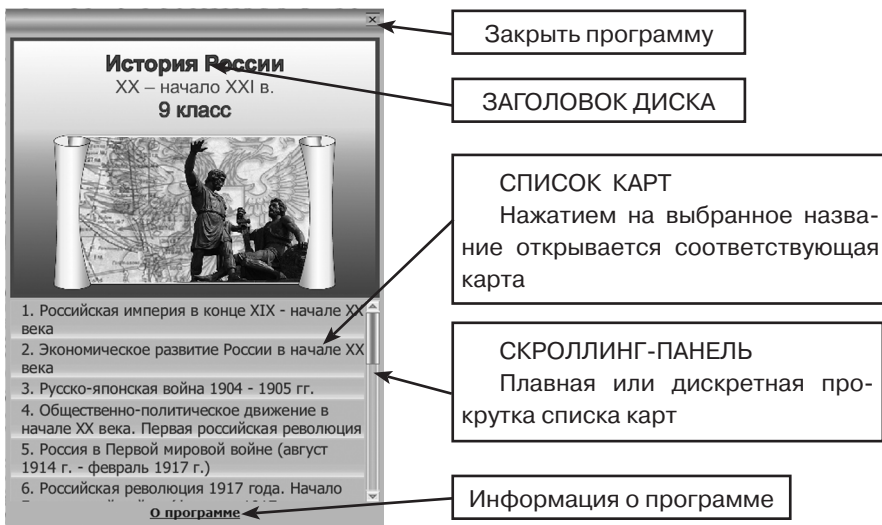 Закрыть программу
История России
XX – начало XXI в.
9 класс
ЗАГОЛОВОК ДИСКА
СПИСОК КАРТ
Нажатием на выбранное назва-
ние открывается соответствующая
карта
1. Российская империя в конце XIX - начале XX
века
2. Экономическое развитие России в начале XX
века
3. Русско-японская война 1904 - 1905 гг.
4. Общественно-политическое движение в
начале XX века. Первая российская революция
5. Россия в Первой мировой войне (август
1914 г. - февраль 1917 г.)
6. Российская революция 1917 года. Начало
СКРОЛЛИНГ-ПАНЕЛЬ
Плавная или дискретная про-
крутка списка карт
О программе
Информация о программе